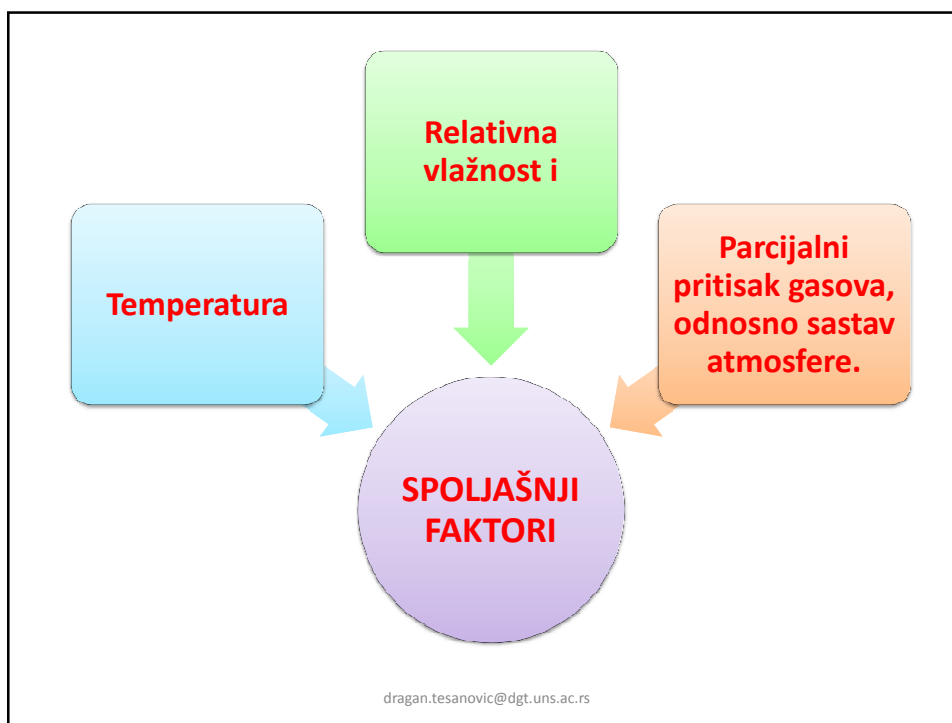 Temperatura
Relativna
vlažnost i
Parcijalni
pritisak gasova,
odnosno sastav
atmosfere.
SPOLJAŠNJI
FAKTORI
dragan.tesanovic@dgt.uns.ac.rs